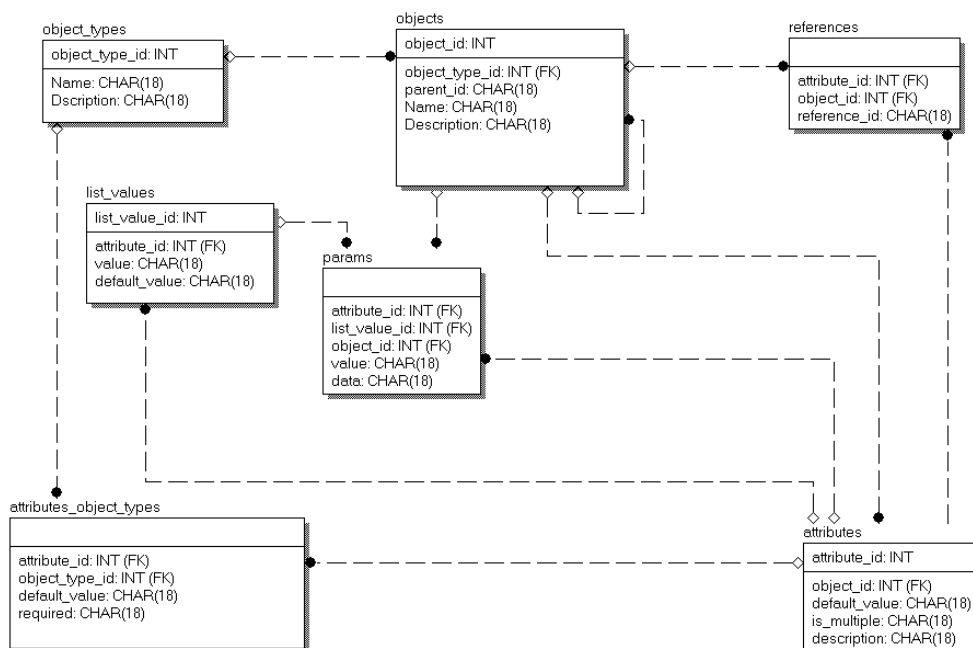 object_types
object_type_id: INT
Name: CHAR(18)
Dscription: CHAR(18)
objects
object_id: INT
object_type_id: INT (FK)
parent_id: CHAR(18)
Name: CHAR(18)
Description: CHAR(18)
references
attribute_id: INT (FK)
object_id: INT (FK)
reference_id: CHAR(18)
list_values
list_value_id: INT
attribute_id: INT (FK)
value: CHAR(18)
default_value: CHAR(18)
params
attribute_id: INT (FK)
list_value_id: INT (FK)
object_id: INT (FK)
value: CHAR(18)
data: CHAR(18)
attributes_object_types
attribute_id: INT (FK)
object_type_id: INT (FK)
default_value: CHAR(18)
required: CHAR(18)
attributes
attribute_id: INT
object_id: INT (FK)
default_value: CHAR(18)
is_multiple: CHAR(18)
description: CHAR(18)